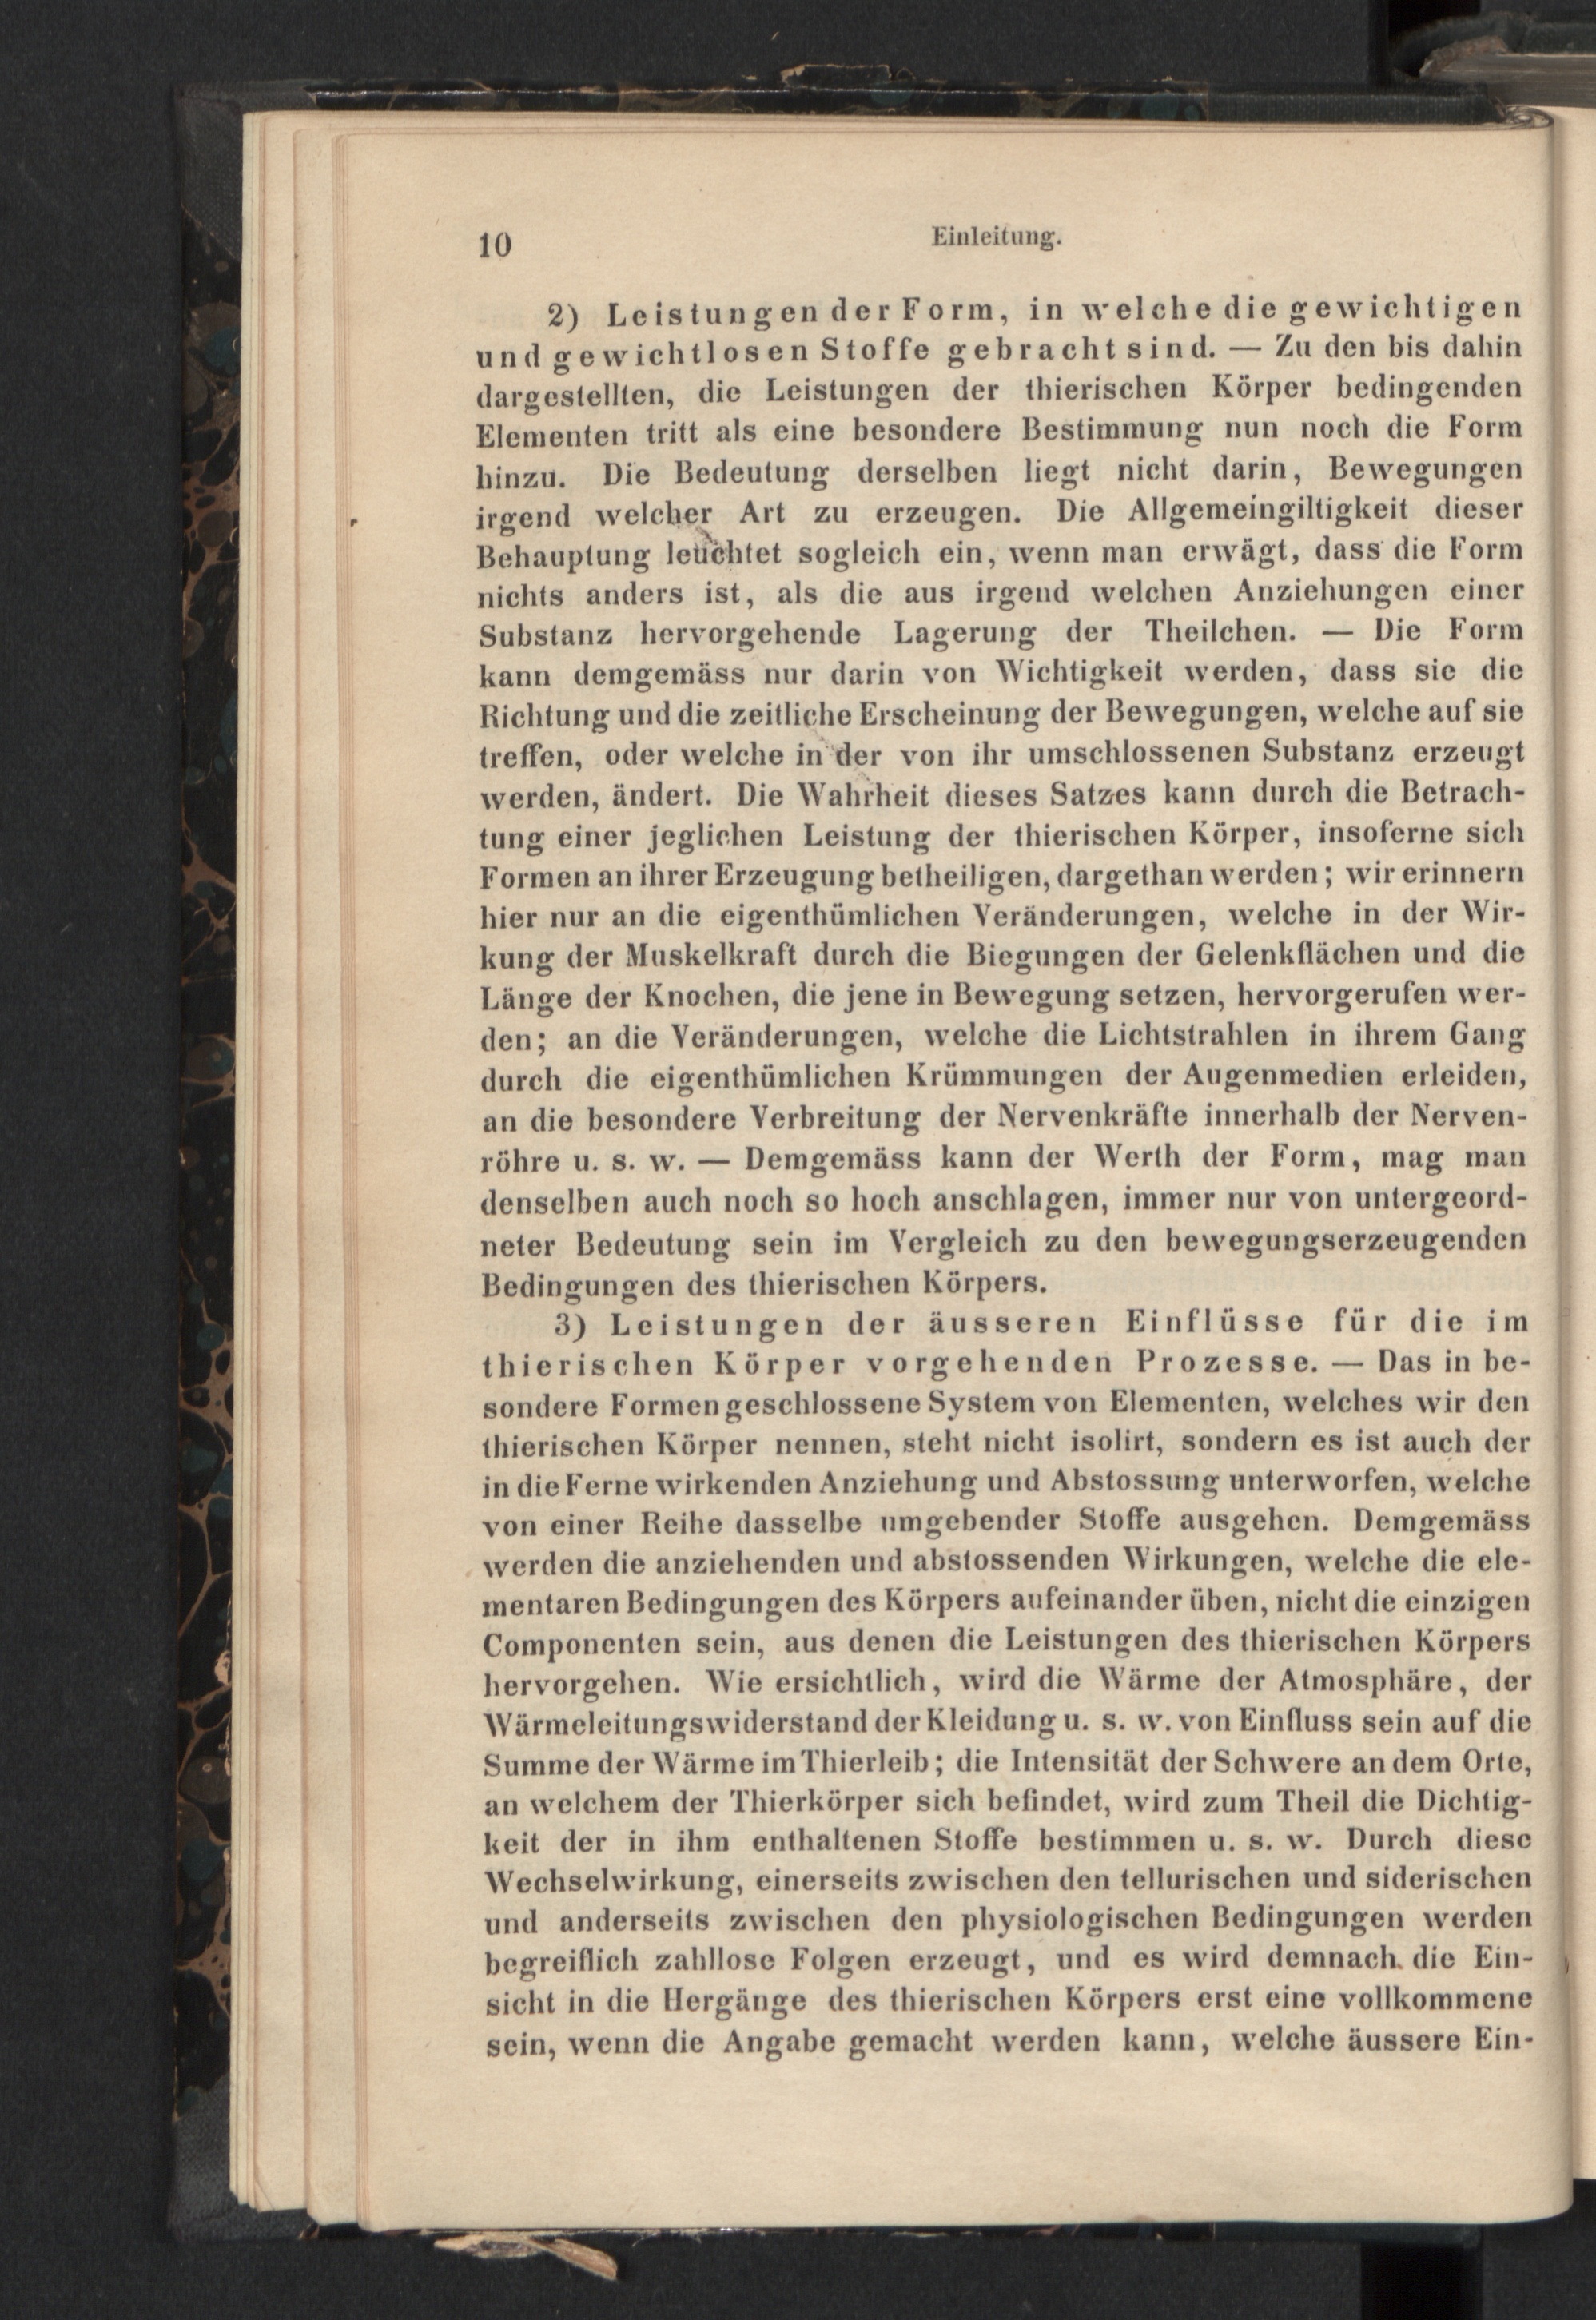 10
Einleitung.
2) Leistungen der Form, in welche die gewichtigen
und gewichtlosen Stoffe gebracht sind. — Zu den bis dahin
dargestellten, die Leistungen der thierischen Körper bedingenden
Elementen tritt als eine besondere Bestimmung nun noch die Form
hinzu. Die Bedeutung derselben liegt nicht darin, Bewegungen
irgend welcher Art zu erzeugen. Die Allgemeingiltigkeit dieser
Behauptung leuchtet sogleich ein, wenn man erwägt, dass die Form
nichts anders ist, als die aus irgend welchen Anziehungen einer
Substanz hervorgehende Lagerung der Theilchen. — Die Form
kann demgemäss nur darin von Wichtigkeit werden, dass sie die
Richtung und die zeitliche Erscheinung der Bewegungen, welche auf sie
treffen, oder welche in der von ihr umschlossenen Substanz erzeugt
werden, ändert. Die Wahrheit dieses Satzes kann durch die Betrach-
tung einer jeglichen Leistung der thierischen Körper, insoferne sich
Formen an ihrer Erzeugung betheiligen, dargethan werden; wir erinnern
hier nur an die eigenthümlichen Veränderungen, welche in der Wir-
kung der Muskelkraft durch die Biegungen der Gelenkflächen und die
Länge der Knochen, die jene in Bewegung setzen, hervorgerufen wer-
den; an die Veränderungen, welche die Lichtstrahlen in ihrem Gang
durch die eigenthümlichen Krümmungen der Augenmedien erleiden,
an die besondere Verbreitung der Nervenkräfte innerhalb der Nerven-
röhre u. s. w. — Demgemäss kann der Werth der Form, mag man
denselben auch noch so hoch anschlagen, immer nur von untergeord-
neter Bedeutung sein im Vergleich zu den bewegungserzeugenden
Bedingungen des thierischen Körpers.
3) Leistungen der äusseren Einflüsse für die im
thierischen Körper vorgehenden Prozesse. — Das in be-
sondere Formen geschlossene System von Elementen, welches wir den
thierischen Körper nennen, steht nicht isolirt, sondern es ist auch der
in die Ferne wirkenden Anziehung und Abstossung unterworfen, welche
von einer Reihe dasselbe umgebender Stoffe ausgehen. Demgemäss
werden die anziehenden und abstossenden Wirkungen, welche die ele-
mentaren Bedingungen des Körpers aufeinander üben, nicht die einzigen
Componenten sein, aus denen die Leistungen des thierischen Körpers
hervorgehen. Wie ersichtlich, wird die Wärme der Atmosphäre, der
Wärmeleitungswiderstand der Kleidung u. s. w. von Einfluss sein auf die
Summe der Wärme im Thierleib; die Intensität der Schwere an dem Orte,
an welchem der Thierkörper sich befindet, wird zum Theil die Dichtig-
keit der in ihm enthaltenen Stoffe bestimmen u. s. w. Durch diese
Wechselwirkung, einerseits zwischen den tellurischen und siderischen
und anderseits zwischen den physiologischen Bedingungen werden
begreiflich zahllose Folgen erzeugt, und es wird demnach die Ein-
sicht in die Hergänge des thierischen Körpers erst eine vollkommene
sein, wenn die Angabe gemacht werden kann, welche äussere Ein-